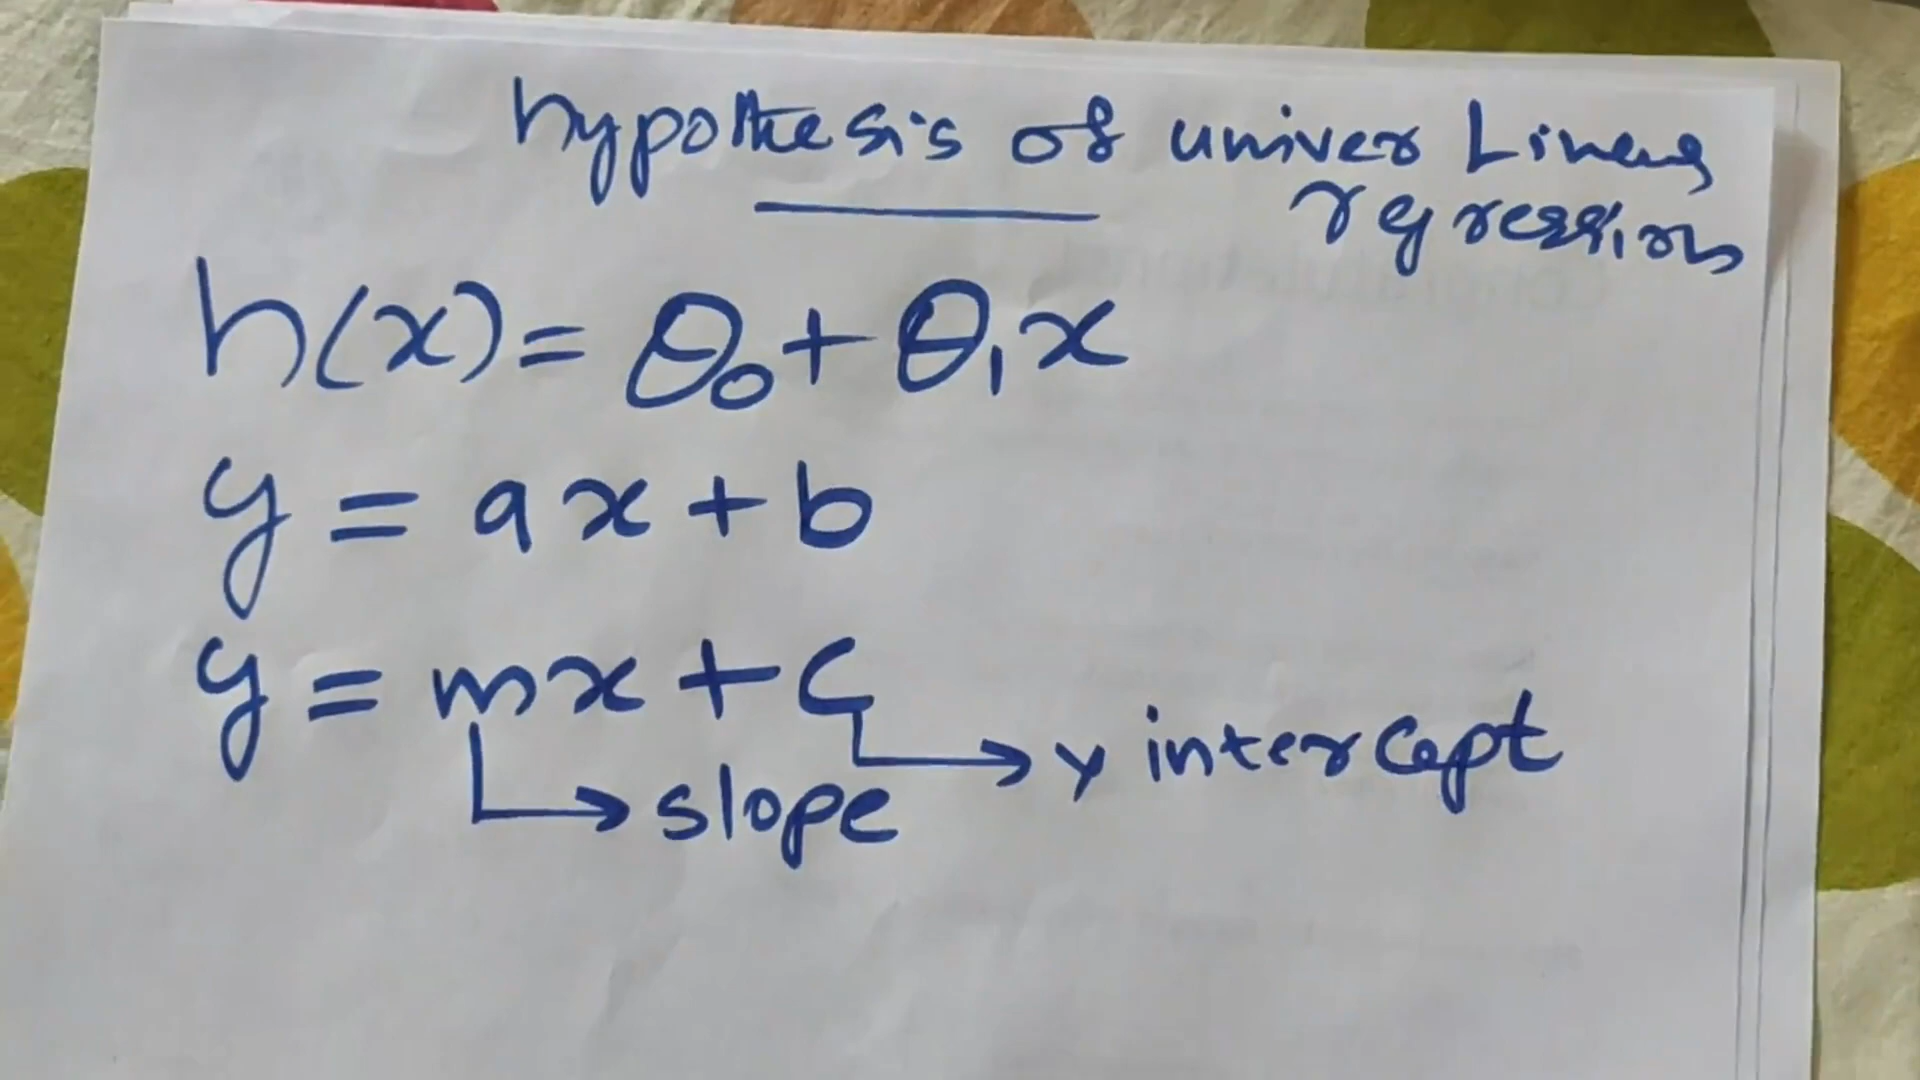 hypothesis of univer Linear
regression
h(x) = θ₀ + θ₁x
y = ax + b
y = mx + c
y intercept
slope